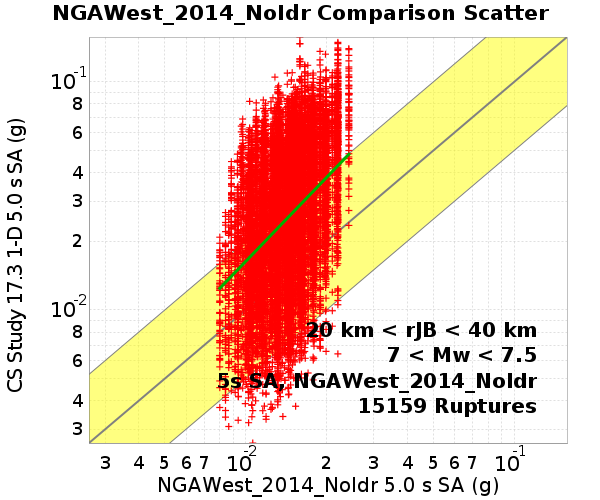 NGAWest_2014_NoIdr Comparison Scatter
CS Study 17.3 1-D 5.0 s SA (g)
10-1
8
6
4
3
2
10-2
8
6
4
3
20 km < rJB < 40 km
7 < Mw < 7.5
5s SA, NGAWest_2014_NoIdr
15159 Ruptures
3 4 5 6 7 10-2 2 3 4 5 6 7 10-1
NGAWest_2014_NoIdr 5.0 s SA (g)